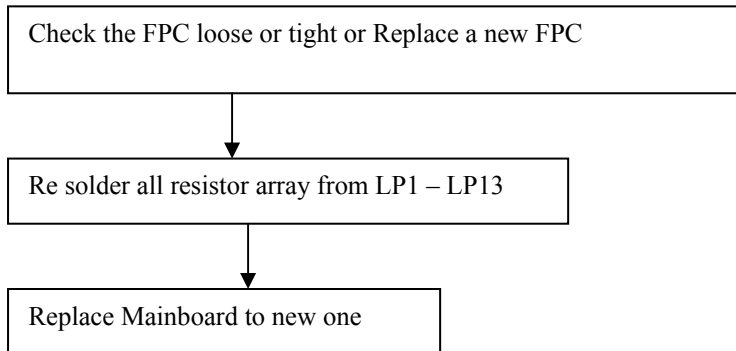 Check the FPC loose or tight or Replace a new FPC
Re solder all resistor array from LP1 – LP13
Replace Mainboard to new one